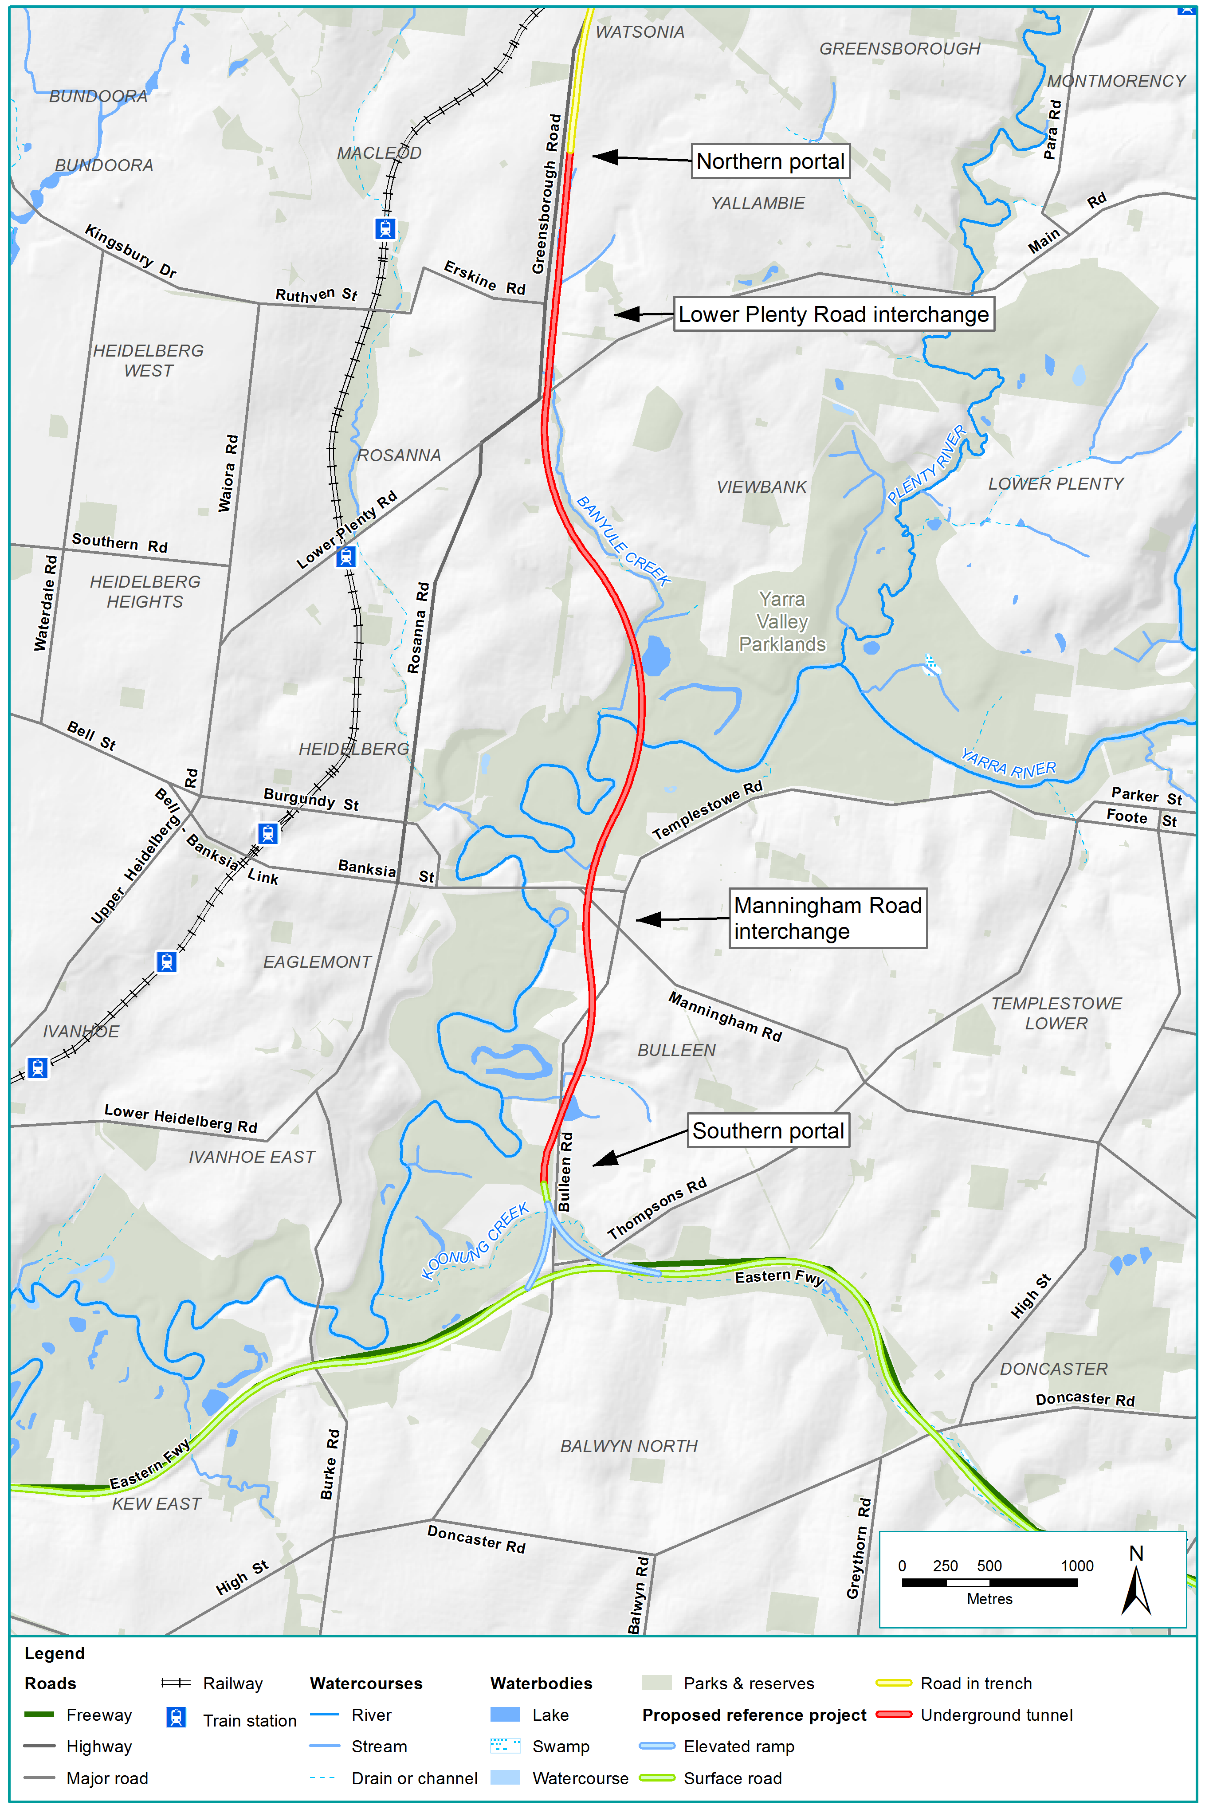 WATSONIA
GREENSBOROUGH
MONTMORENCY
BUNDOORA
Para Rd
MACLEOD
Greensborough Road
Northern portal
BUNDOORA
YALLAMBIE
Main Rd
Kingsbury Dr
Erskine Rd
Ruthven St
Lower Plenty Road interchange
HEIDELBERG
WEST
ROSANNA
Waiora Rd
PLENTY RIVER
VIEWBANK
LOWER PLENTY
Lower Plenty Rd
BANYULE CREEK
Southern Rd
Waterdale Rd
HEIDELBERG
HEIGHTS
Rosanna Rd
Yarra
Valley
Parklands
Bell St
HEIDELBERG
YARRA RIVER
Upper Heidelberg Rd
Burgundy St
Templestowe Rd
Parker St
Foote St
Bell - Banksia Link
Banksia St
Manningham Road
interchange
EAGLEMONT
Manningham Rd
TEMPLESTOWE
LOWER
IVANHOE
BULLEEN
Lower Heidelberg Rd
Southern portal
IVANHOE EAST
Bulleen Rd
Thompsons Rd
KOONUNG CREEK
Eastern Fwy
High St
DONCASTER
Doncaster Rd
Eastern Fwy
BALWYN NORTH
Burke Rd
KEW EAST
Doncaster Rd
High St
Balwyn Rd
Greythorn Rd
0 250 500 1000
Metres
N
Legend
Roads
Freeway
Highway
Major road
Railway
Train station
Watercourses
River
Stream
Drain or channel
Waterbodies
Lake
Swamp
Watercourse
Parks & reserves
Proposed reference project
Elevated ramp
Surface road
Road in trench
Underground tunnel